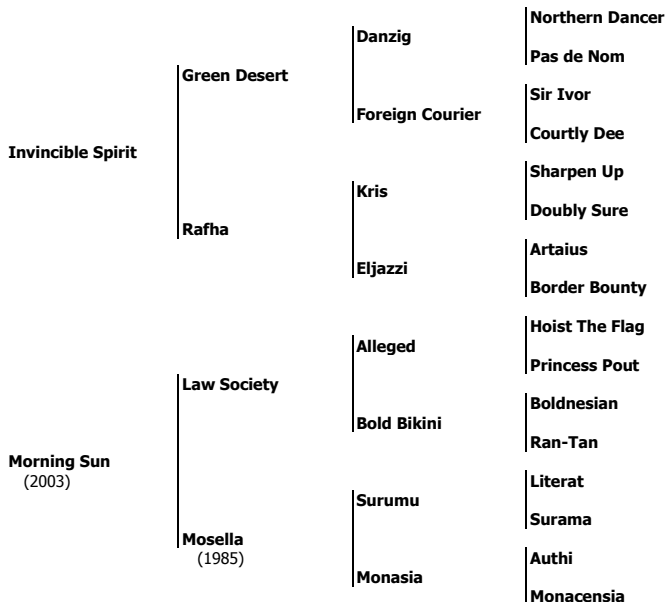 Northern Dancer
Danzig
Pas de Nom
Green Desert
Sir Ivor
Foreign Courier
Courtly Dee
Invincible Spirit
Sharpen Up
Kris
Doubly Sure
Rafha
Artaius
Eljazzi
Border Bounty
Hoist The Flag
Alleged
Princess Pout
Law Society
Boldnesian
Bold Bikini
Ran-Tan
Morning Sun
(2003)
Literat
Surumu
Surama
Mosella
(1985)
Authi
Monasia
Monacensia